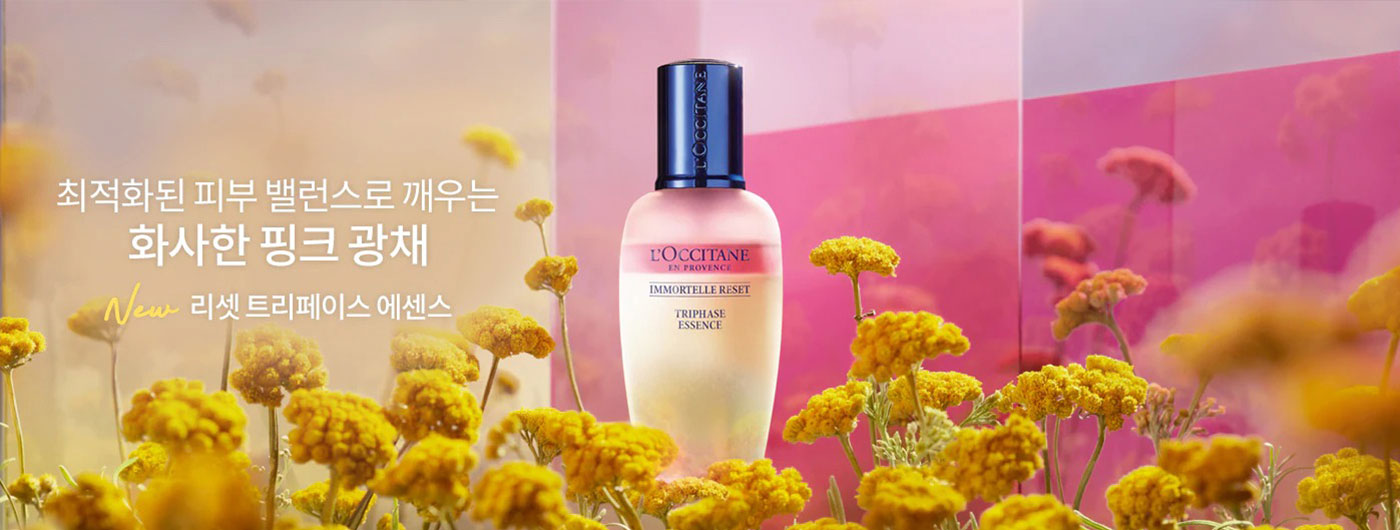 최적화된 피부 밸런스로 깨우는
화사한 핑크 광채
New 리셋 트리페이스 에센스
L'OCCITANE
L'OCCITANE
EN PROVENCE
IMMORTELLE RESET
TRIPHASE
ESSENCE